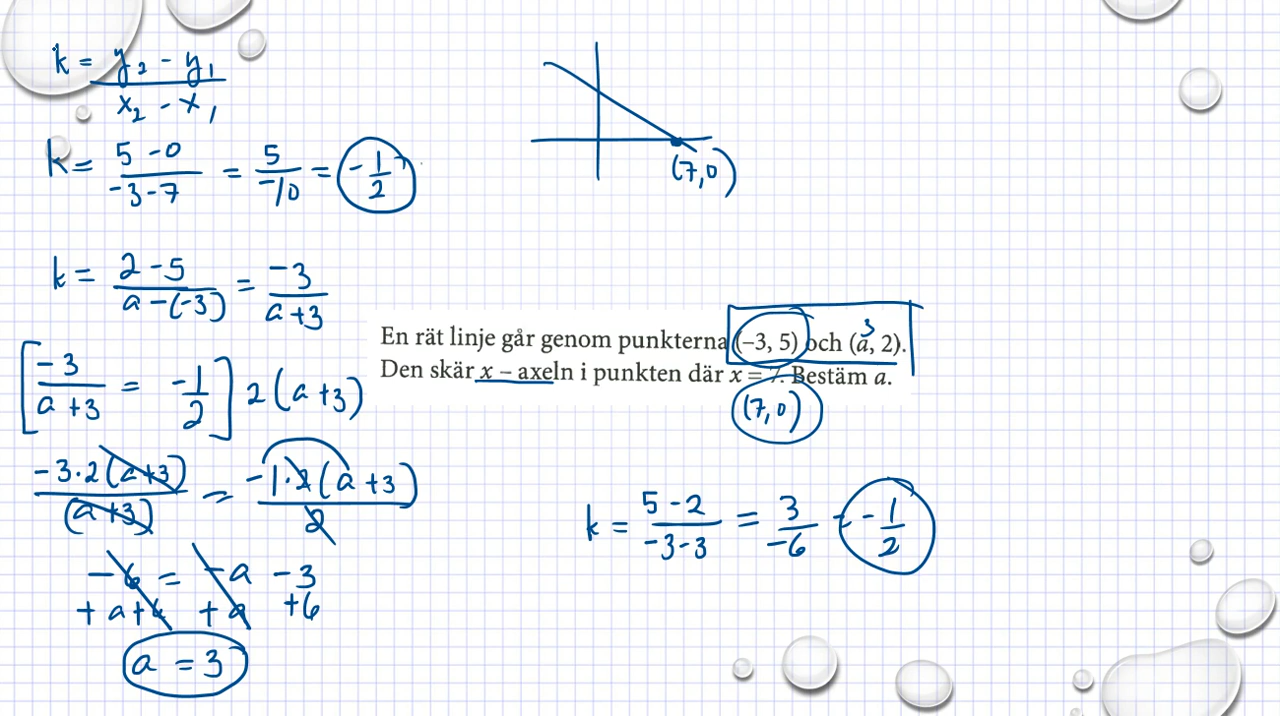 k = y₂ - y₁ / x₂ - x₁
k = 5 - 0 / -3 - 7 = 5 / -10 = -1/2
(7,0)
k = 2 - 5 / a - (-3) = -3 / a + 3
En rät linje går genom punkterna (−3, 5) och (a, 2).
3
Den skär x – axeln i punkten där x = 7. Bestäm a.
(7,0)
[-3 / a + 3 = -1/2] 2(a + 3)
-3·2(a+3) / (a+3) = -1·2(a+3) / 2
k = 5 - 2 / -3 - 3 = 3 / -6 = -1/2
-6 = -a - 3
+ a + 6 + a + 6
a = 3